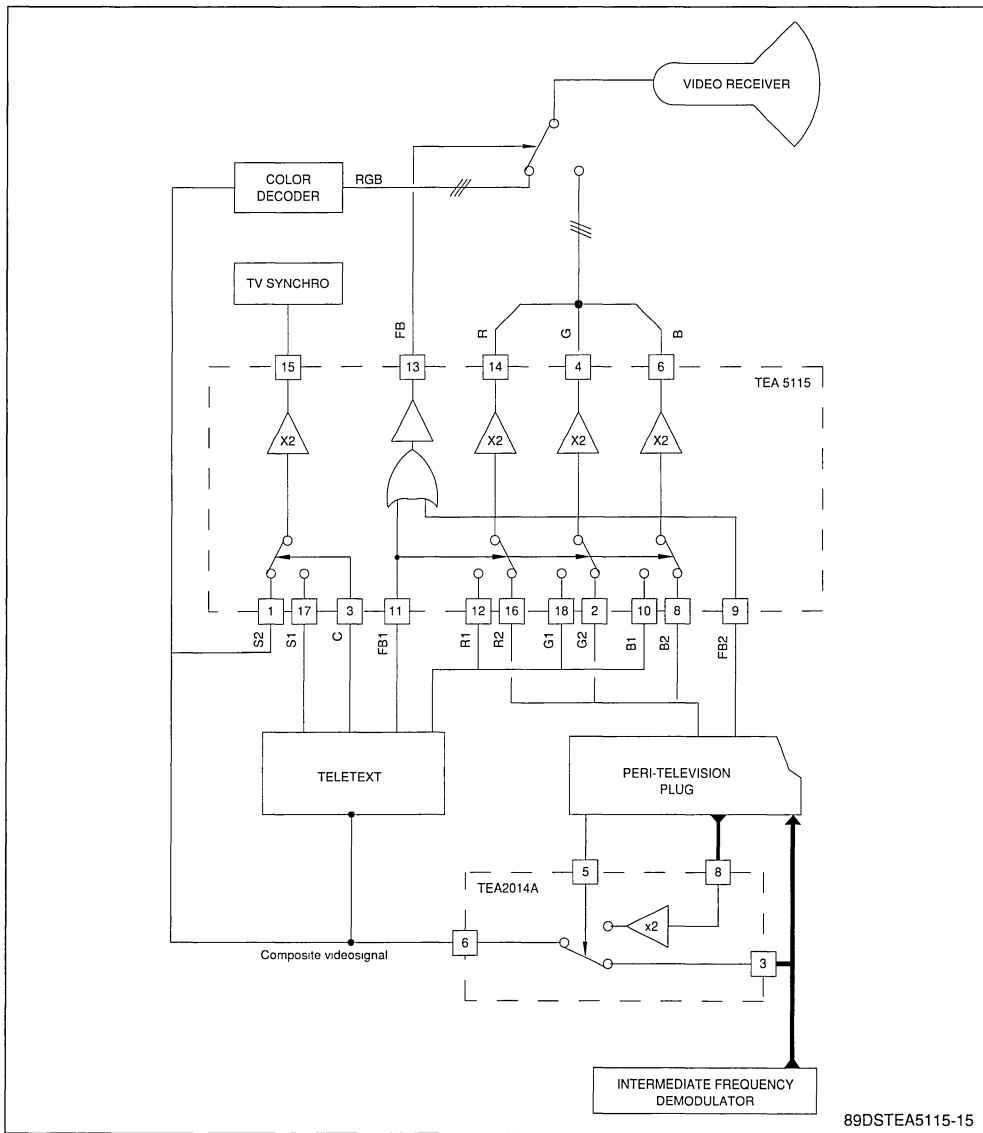 VIDEO RECEIVER
COLOR
DECODER
RGB
TV SYNCHRO
FB
R
G
B
15
13
14
4
6
TEA 5115
X2
X2
X2
X2
1
17
3
11
12
16
18
2
10
8
9
S2
S1
C
FB1
R1
R2
G1
G2
B1
B2
FB2
TELETEXT
PERI-TELEVISION
PLUG
5
8
TEA2014A
x2
6
3
Composite videosignal
INTERMEDIATE FREQUENCY
DEMODULATOR
89DSTEA5115-15